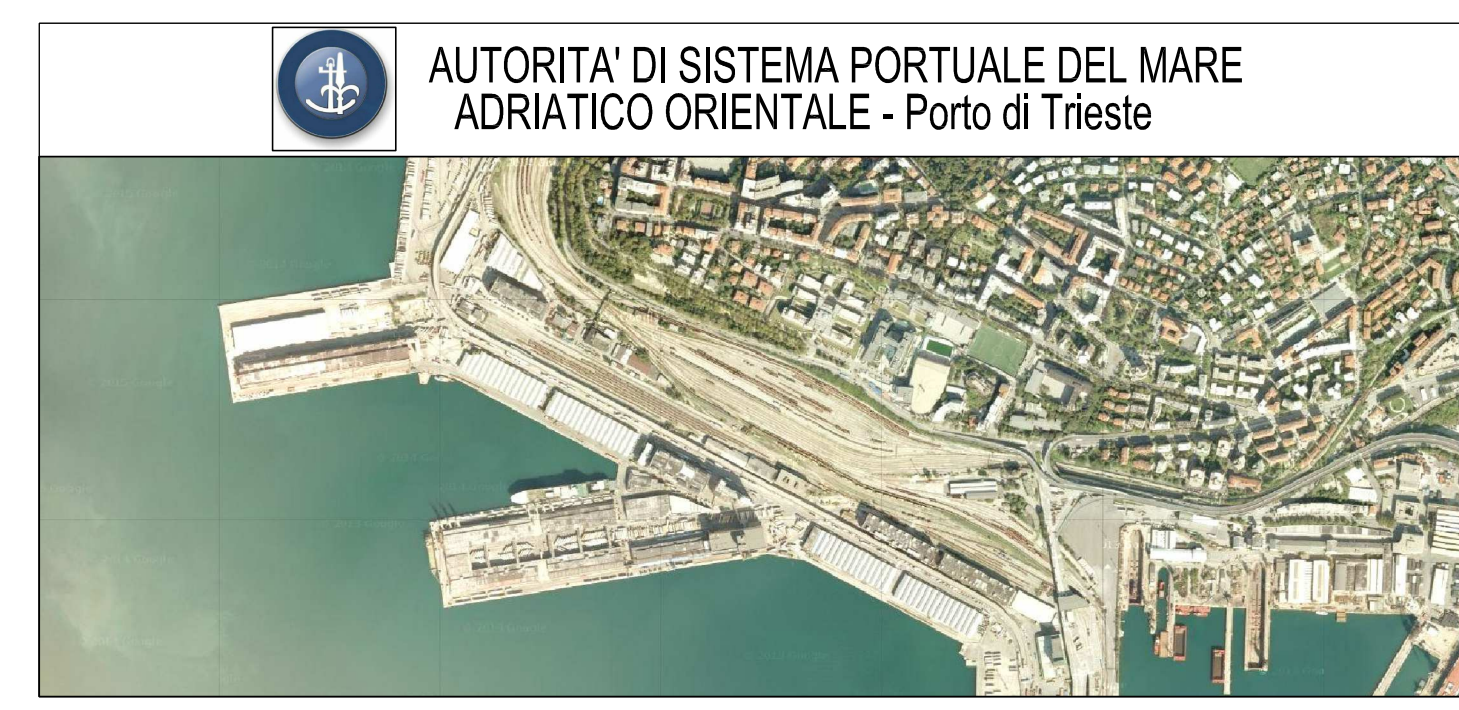 AUTORITA' DI SISTEMA PORTUALE DEL MARE
ADRIATICO ORIENTALE - Porto di Trieste